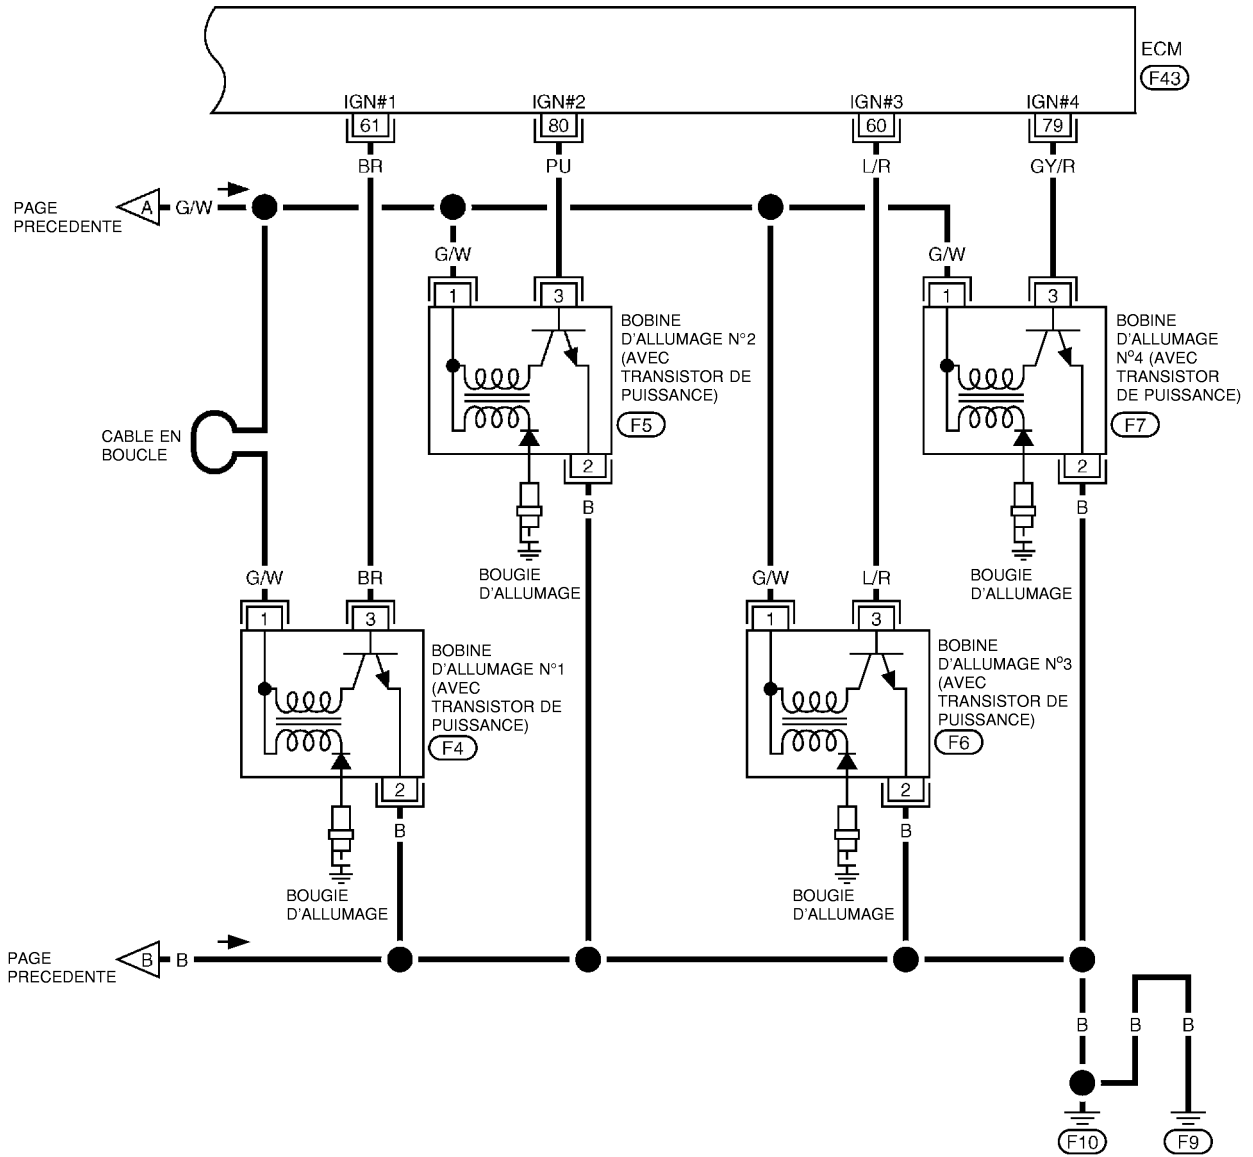 ECM
F43
IGN#1 IGN#2 IGN#3 IGN#4
61 80 60 79
BR PU L/R GY/R
PAGE
PRECEDENTE
A G/W
G/W G/W
1 3 1 3
BOBINE
D'ALLUMAGE N°2
(AVEC
TRANSISTOR DE
PUISSANCE)
F5
BOBINE
D'ALLUMAGE
Nº4 (AVEC
TRANSISTOR
DE PUISSANCE)
F7
CABLE EN
BOUCLE
2 2
B B
BOUGIE
D'ALLUMAGE
BOUGIE
D'ALLUMAGE
G/W BR G/W L/R
1 3 1 3
BOBINE
D'ALLUMAGE N°1
(AVEC
TRANSISTOR DE
PUISSANCE)
F4
BOBINE
D'ALLUMAGE Nº3
(AVEC
TRANSISTOR DE
PUISSANCE)
F6
2 2
B B
BOUGIE
D'ALLUMAGE
BOUGIE
D'ALLUMAGE
PAGE
PRECEDENTE
B B
B B B
F10 F9